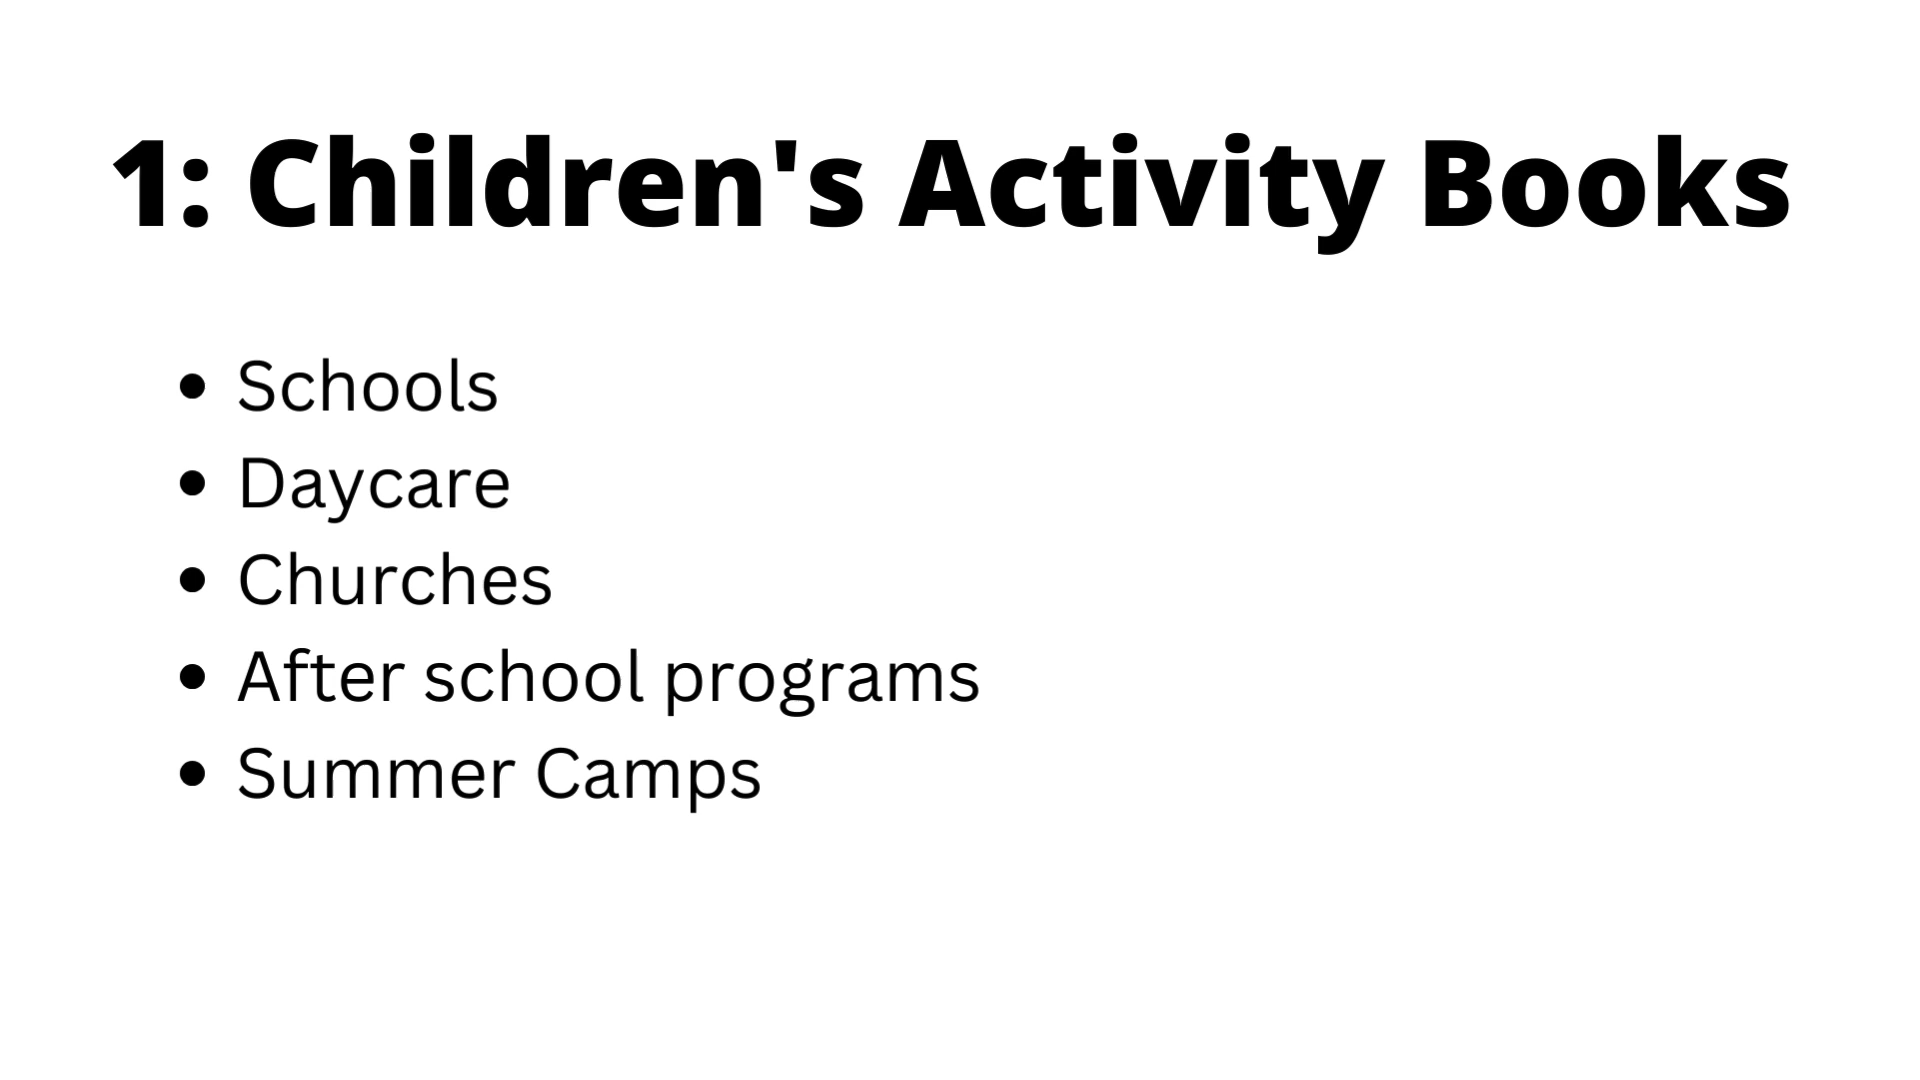 1: Children's Activity Books
• Schools
• Daycare
• Churches
• After school programs
• Summer Camps